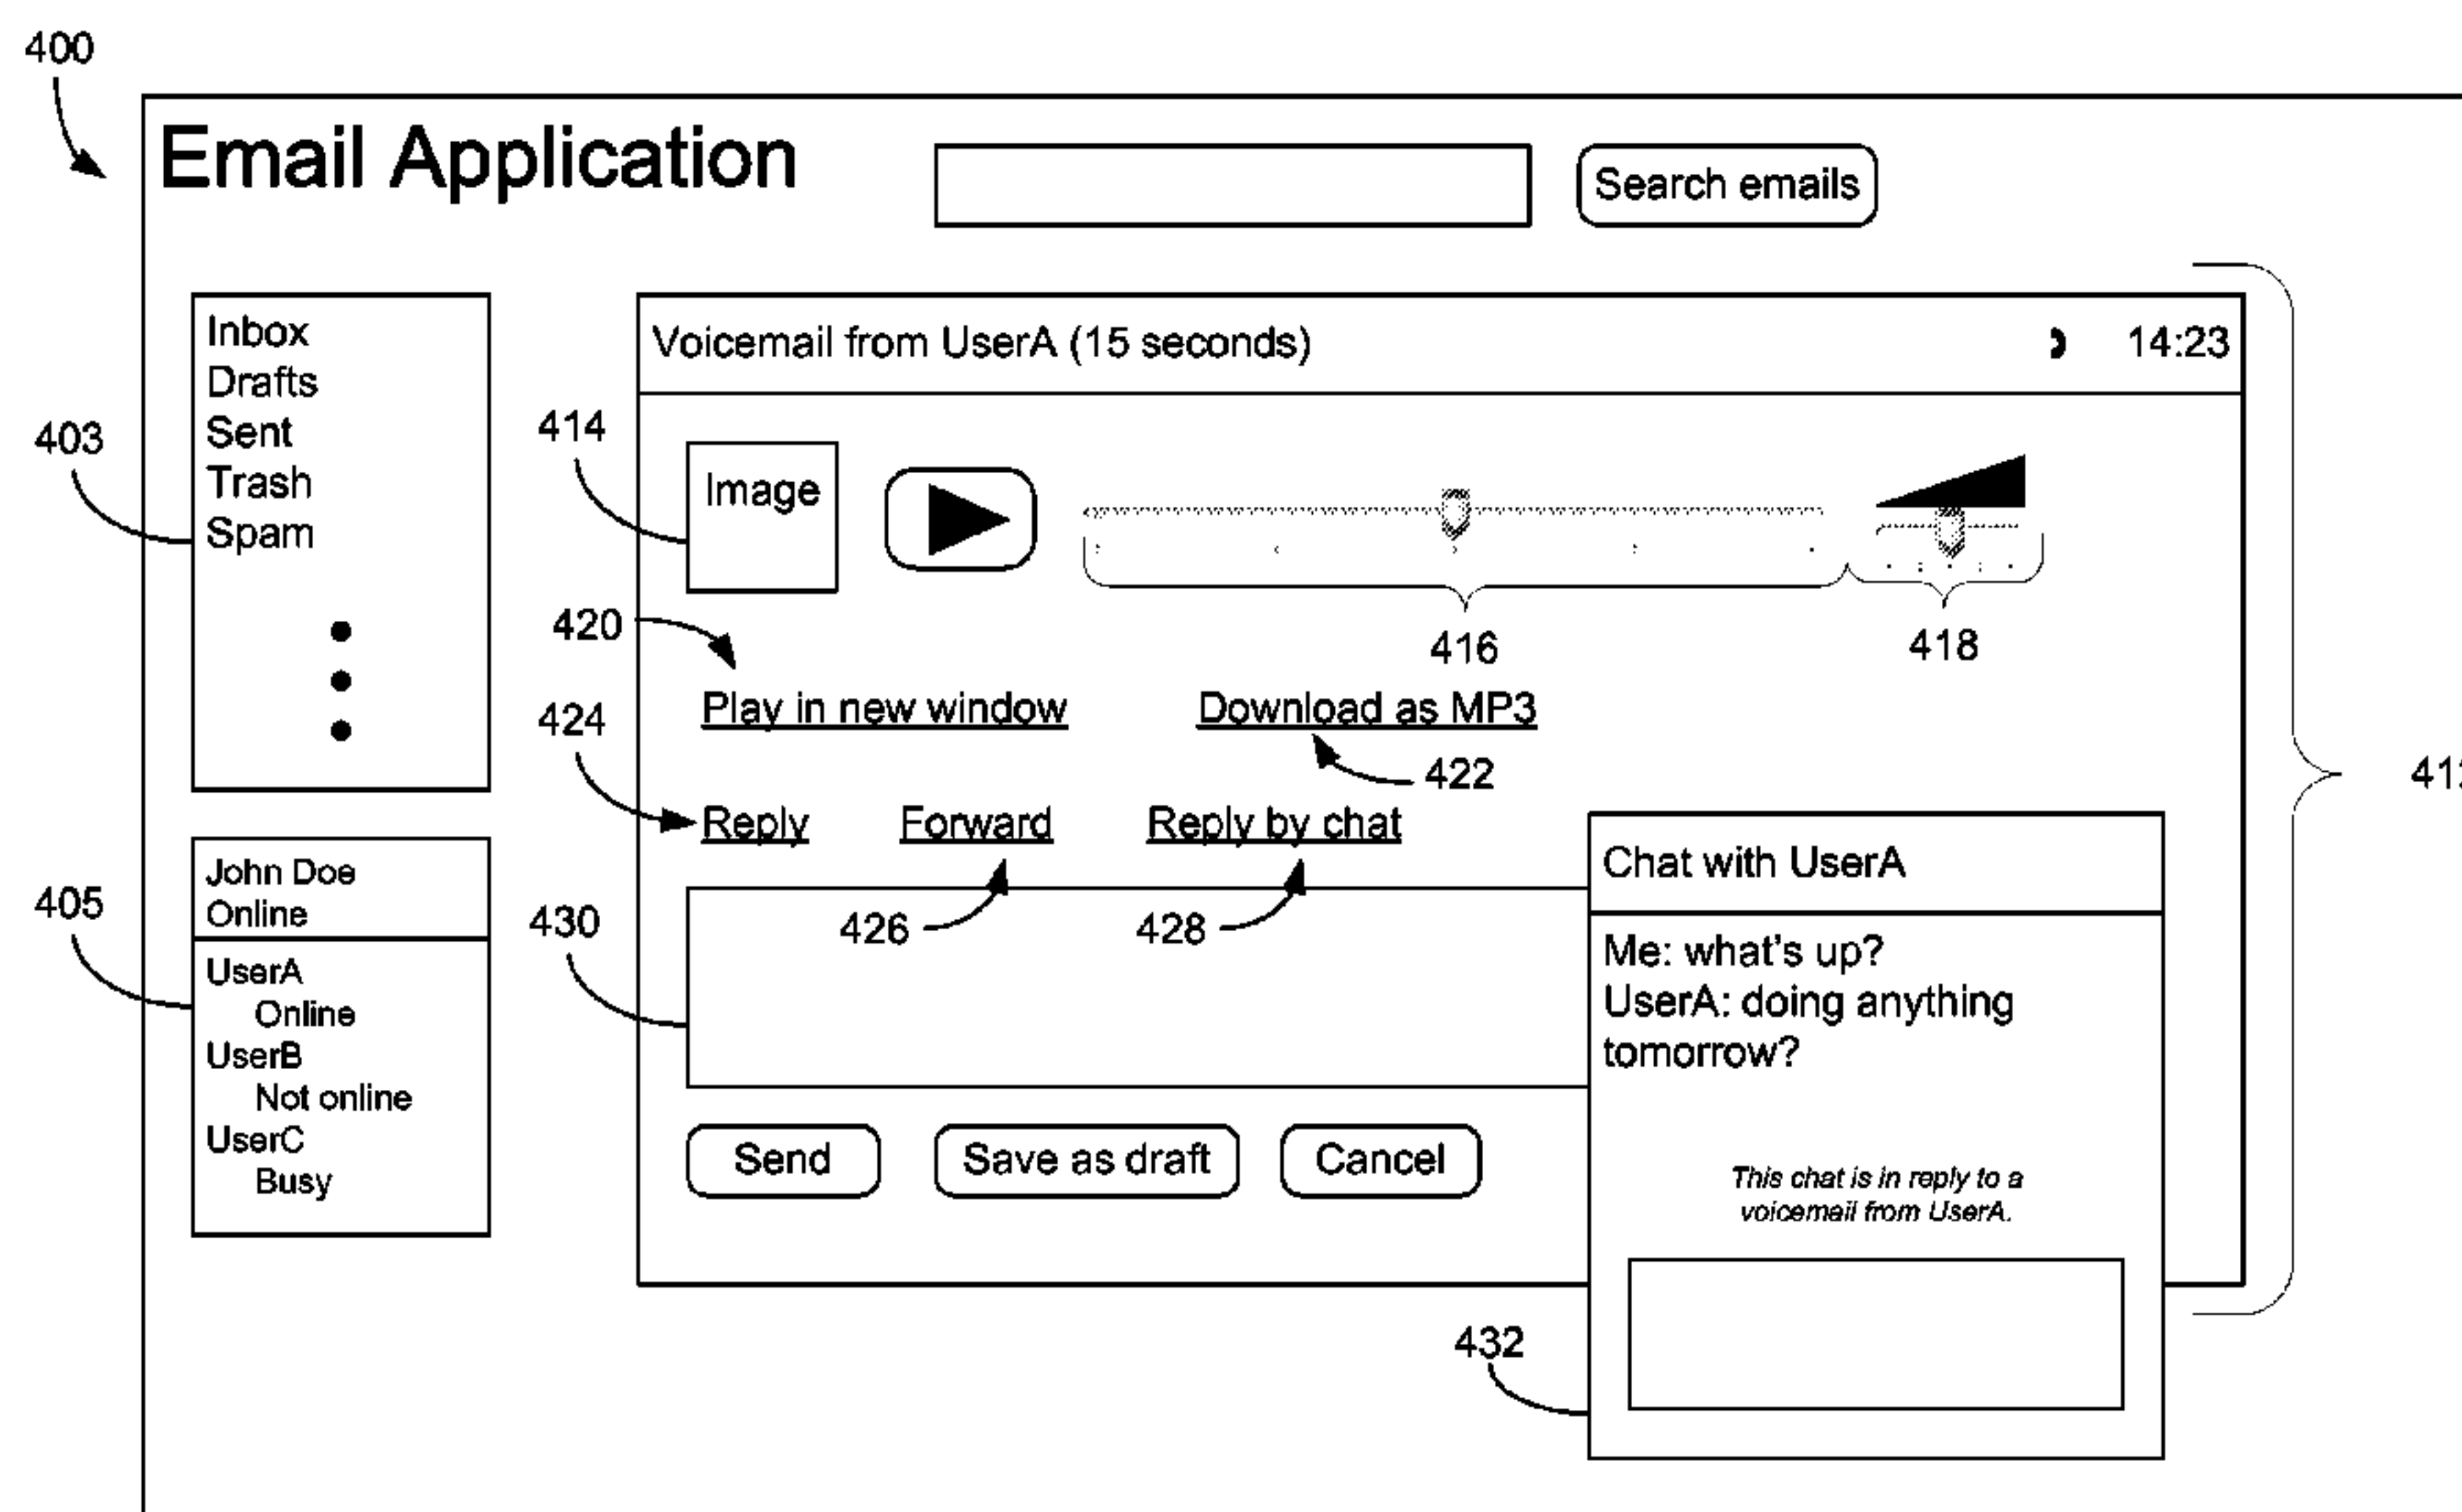 400
Email Application
Search emails
Inbox
Drafts
Sent
Trash
Spam
403
John Doe
Online
405
UserA
Online
UserB
Not online
UserC
Busy
Voicemail from UserA (15 seconds)
14:23
414
Image
416
418
420
Play in new window
Download as MP3
422
424
Reply
Forward
Reply by chat
426
428
430
Send
Save as draft
Cancel
Chat with UserA
Me: what's up?
UserA: doing anything
tomorrow?
This chat is in reply to a
voicemail from UserA.
432